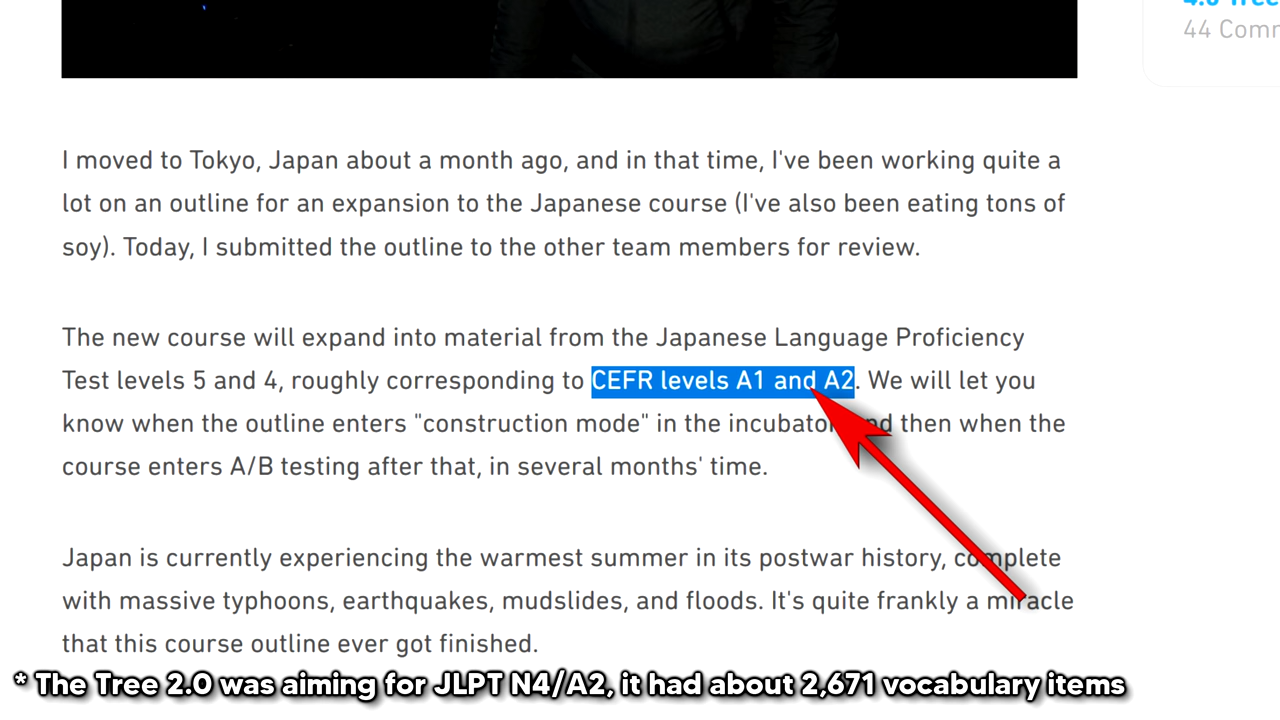 44 Comm
I moved to Tokyo, Japan about a month ago, and in that time, I've been working quite a
lot on an outline for an expansion to the Japanese course (I've also been eating tons of
soy). Today, I submitted the outline to the other team members for review.
The new course will expand into material from the Japanese Language Proficiency
Test levels 5 and 4, roughly corresponding to CEFR levels A1 and A2. We will let you
know when the outline enters "construction mode" in the incubator and then when the
course enters A/B testing after that, in several months' time.
Japan is currently experiencing the warmest summer in its postwar history, complete
with massive typhoons, earthquakes, mudslides, and floods. It's quite frankly a miracle
that this course outline ever got finished.
* The Tree 2.0 was aiming for JLPT N4/A2, it had about 2,671 vocabulary items